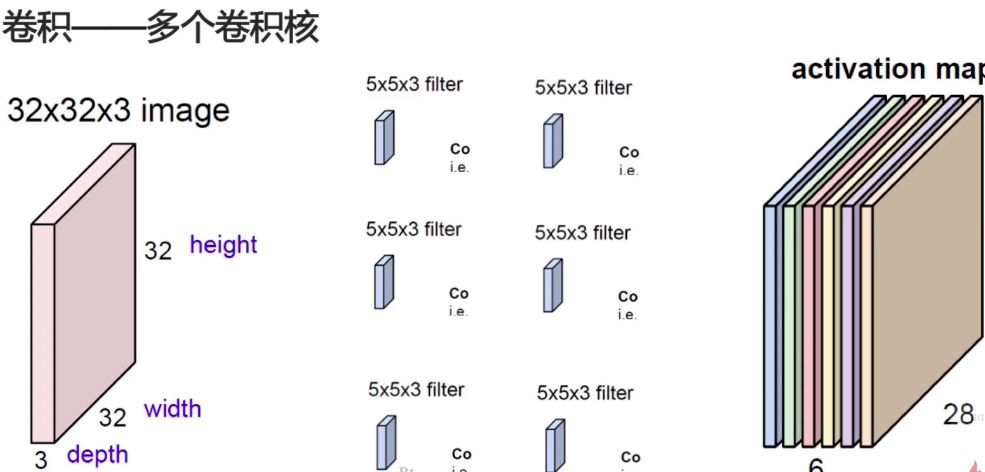 卷积——多个卷积核
32x32x3 image
32 height
32 width
3 depth
5x5x3 filter
Co
i.e.
5x5x3 filter
Co
i.e.
5x5x3 filter
Co
i.e.
5x5x3 filter
Co
i.e.
5x5x3 filter
Co
5x5x3 filter
Co
activation map
28
6